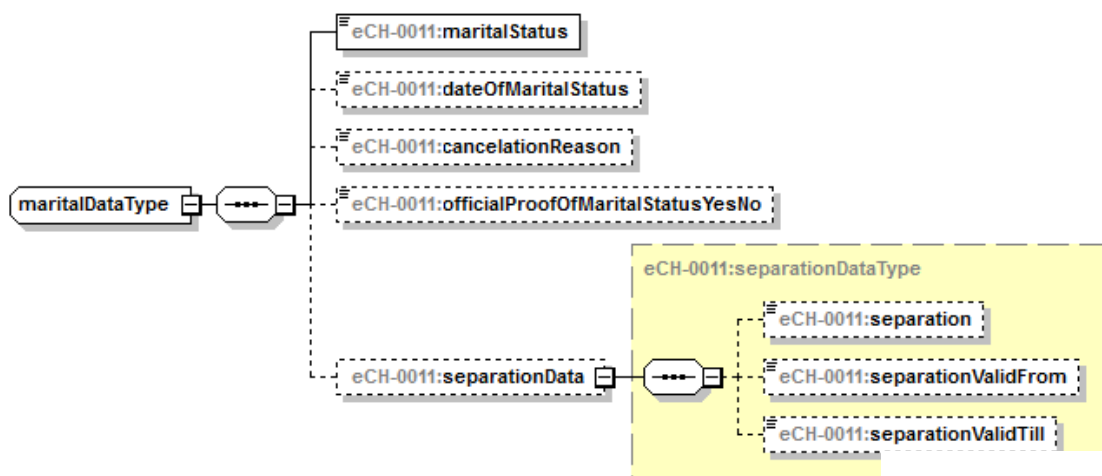 eCH-0011:maritalStatus
eCH-0011:dateOfMaritalStatus
eCH-0011:cancelationReason
maritalDataType
eCH-0011:officialProofOfMaritalStatusYesNo
eCH-0011:separationDataType
eCH-0011:separation
eCH-0011:separationData
eCH-0011:separationValidFrom
eCH-0011:separationValidTill